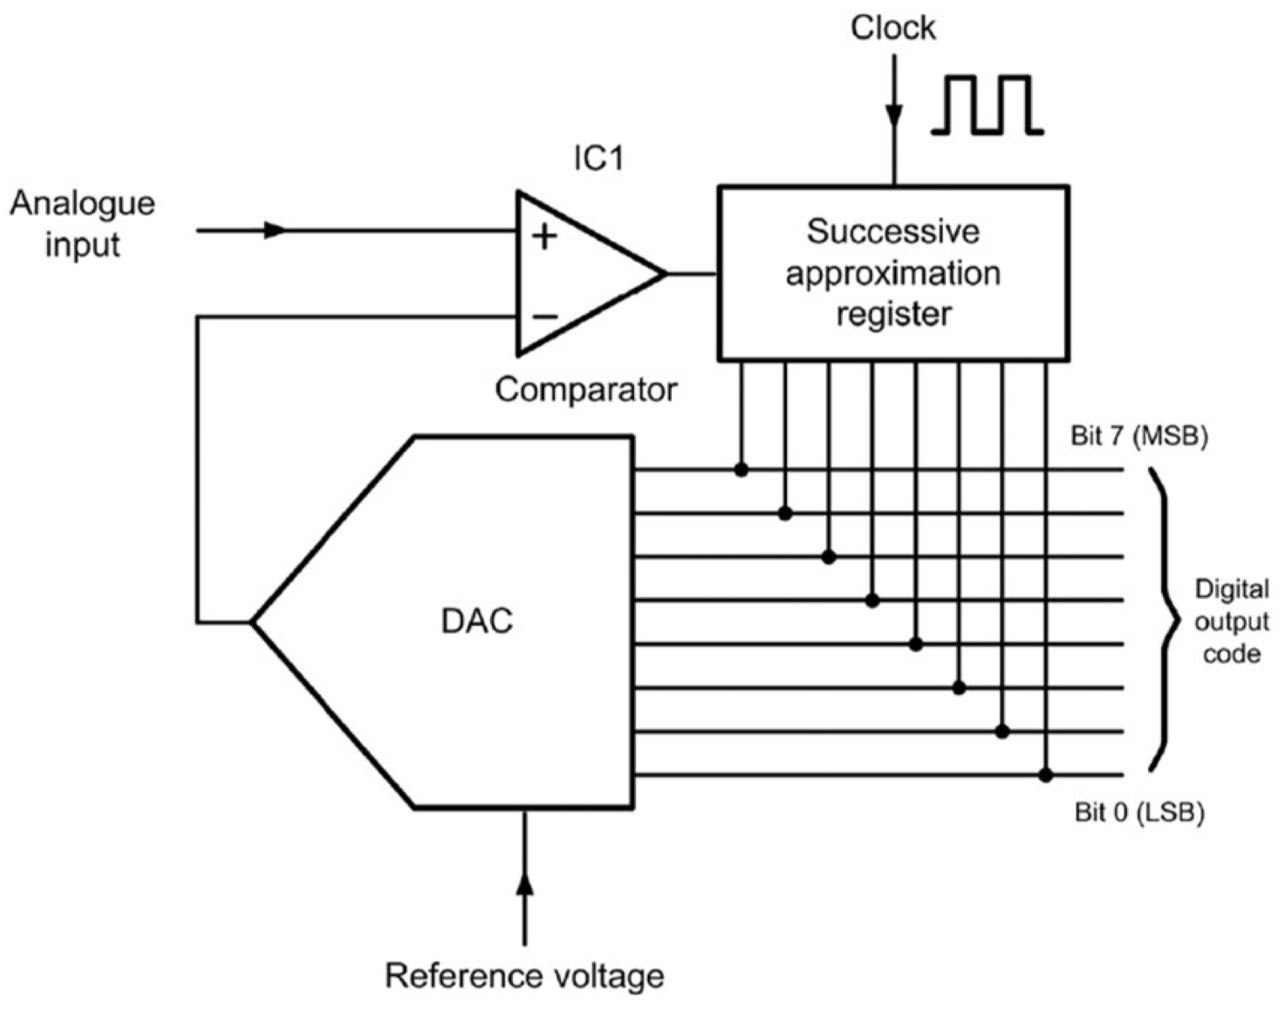 Clock
IC1
Analogue
input
+
−
Successive
approximation
register
Comparator
Bit 7 (MSB)
DAC
Digital
output
code
Bit 0 (LSB)
Reference voltage